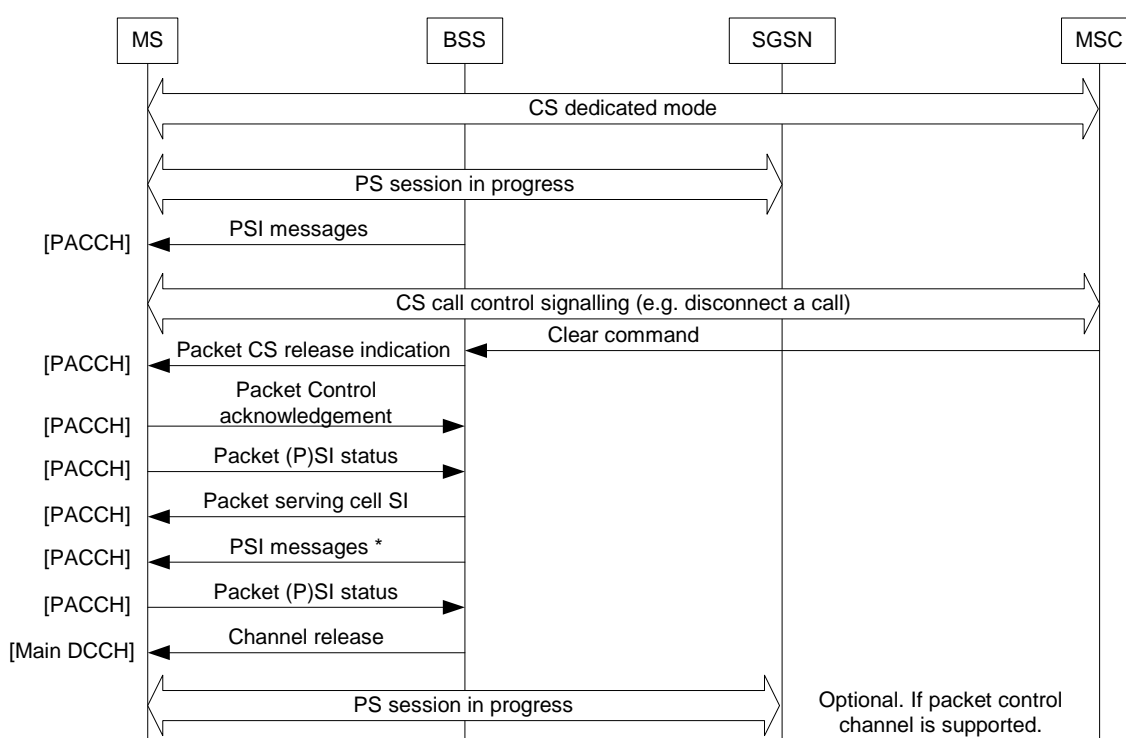 MS
BSS
SGSN
MSC
CS dedicated mode
PS session in progress
[PACCH]
PSI messages
CS call control signalling (e.g. disconnect a call)
Clear command
[PACCH]
Packet CS release indication
[PACCH]
Packet Control
acknowledgement
[PACCH]
Packet (P)SI status
[PACCH]
Packet serving cell SI
[PACCH]
PSI messages *
[PACCH]
Packet (P)SI status
[Main DCCH]
Channel release
PS session in progress
Optional. If packet control
channel is supported.